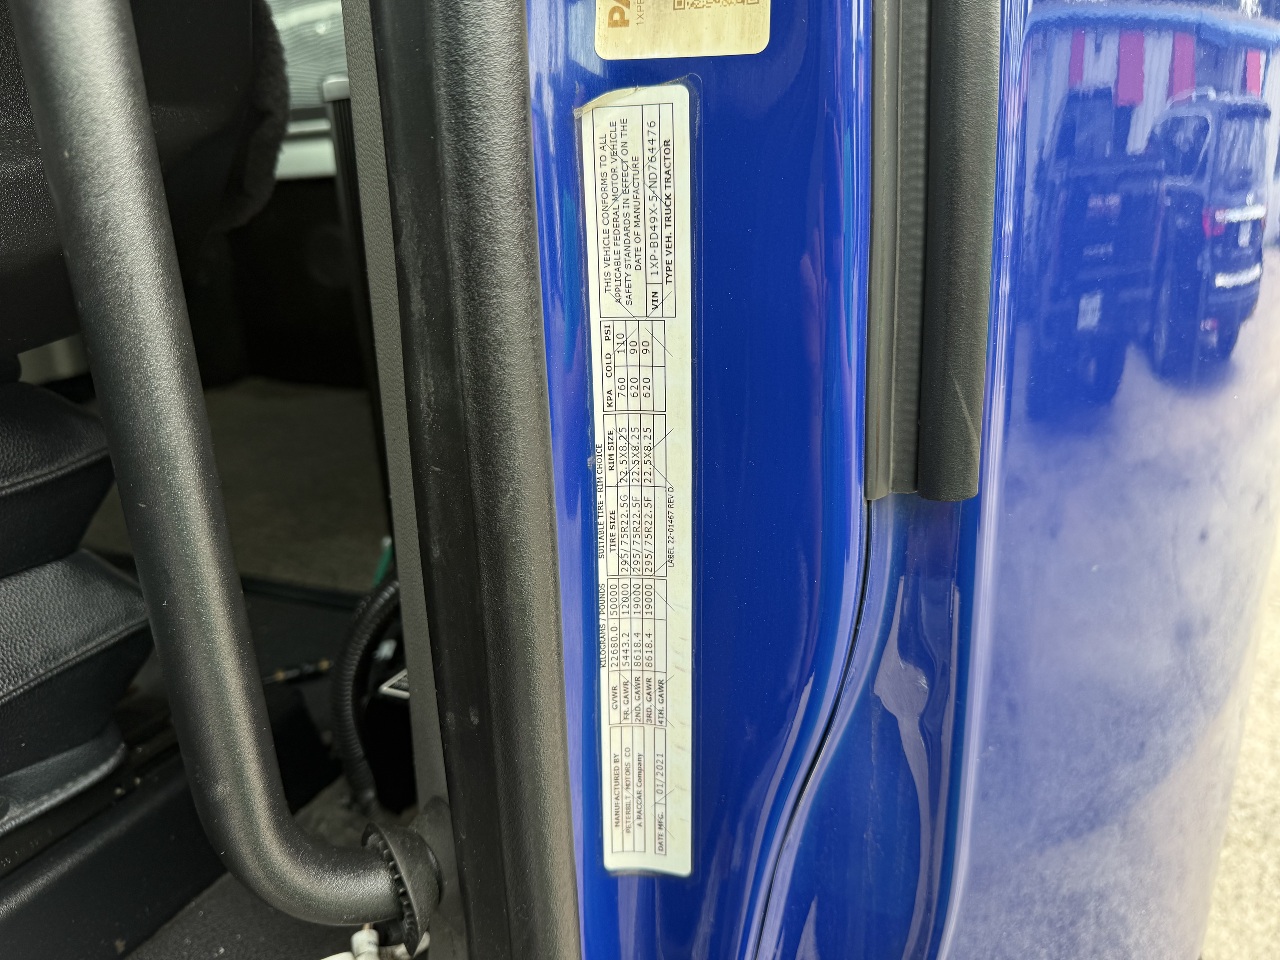 PA
1XPB
MANUFACTURED BY
PETERBILT MOTORS CO
A PACCAR Company
DATE MFG. 01/2021
KILOGRAMS / POUNDS
GVWR 22680.0 50000
FR. GAWR 5443.2 12000
2ND. GAWR 8618.4 19000
3RD. GAWR 8618.4 19000
4TH. GAWR
SUITABLE TIRE - RIM CHOICE
TIRE SIZE RIM SIZE
295/75R22.5G 22.5X8.25
295/75R22.5F 22.5X8.25
295/75R22.5F 22.5X8.25
LABEL 22-01467 REV D
KPA COLD PSI
760 110
620 90
620 90
THIS VEHICLE CONFORMS TO ALL
APPLICABLE FEDERAL MOTOR VEHICLE
SAFETY STANDARDS IN EFFECT ON THE
DATE OF MANUFACTURE
VIN 1XP-BD49X-5/ND764476
TYPE VEH. TRUCK TRACTOR